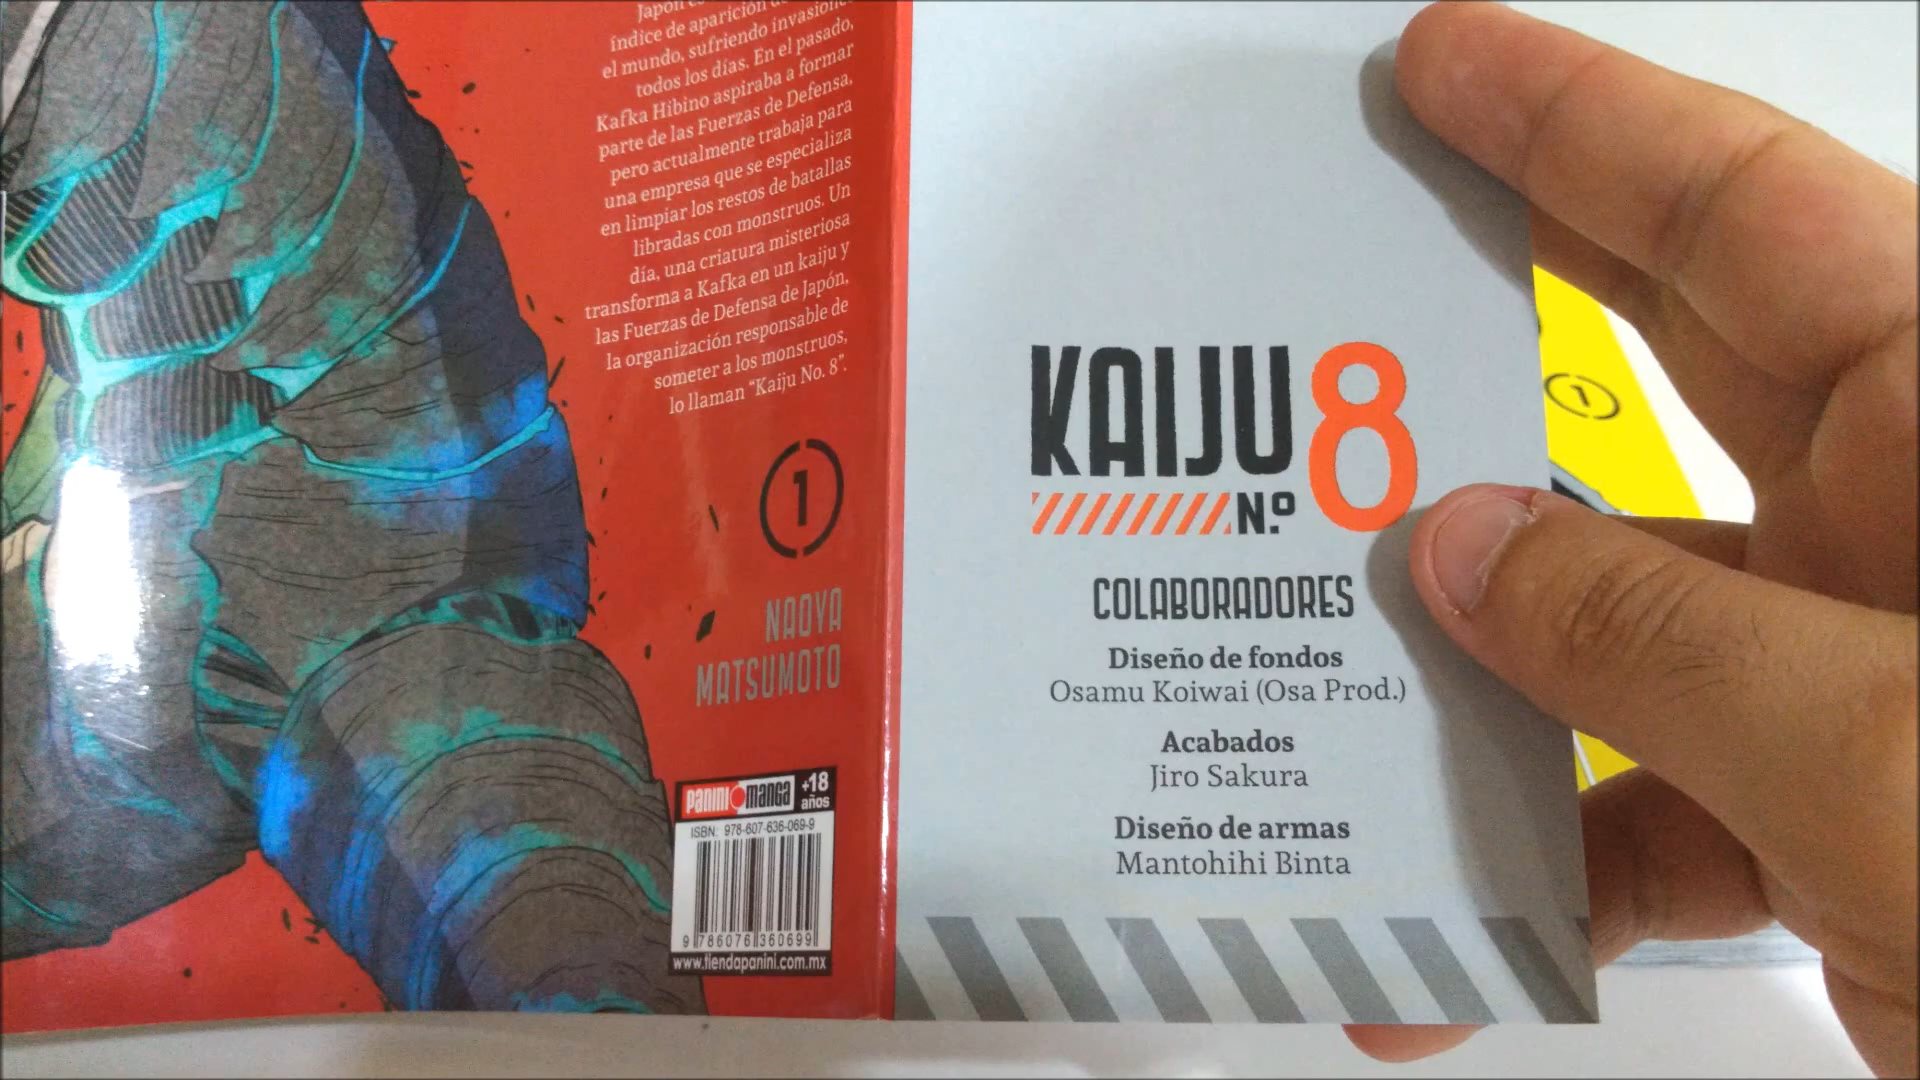 Japón
índice de aparición
el mundo, sufriendo invasiones
todos los días. En el pasado,
Kafka Hibino aspiraba a formar
parte de las Fuerzas de Defensa,
pero actualmente trabaja para
una empresa que se especializa
en limpiar los restos de batallas
libradas con monstruos. Un
día, una criatura misteriosa
transforma a Kafka en un kaiju y
las Fuerzas de Defensa de Japón,
la organización responsable de
someter a los monstruos,
lo llaman “Kaiju No. 8”.
1
NAOYA
MATSUMOTO
PANINI MANGA
+18
años
ISBN: 978-607-636-069-9
9 786076 360699
www.tiendapanini.com.mx
KAIJU
N.º 8
COLABORADORES
Diseño de fondos
Osamu Koiwai (Osa Prod.)
Acabados
Jiro Sakura
Diseño de armas
Mantohihi Binta
1